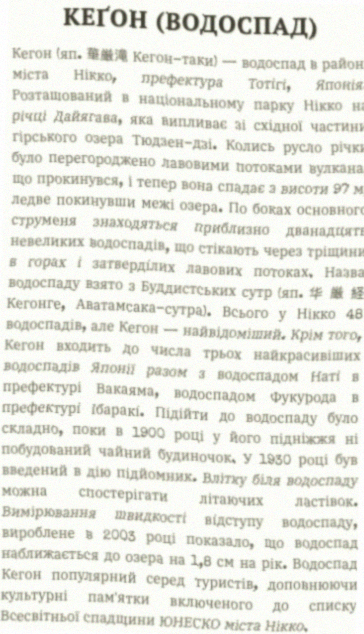 КЕҐОН (ВОДОСПАД)
Кегон (яп. 華厳滝 Кегон-таки) — водоспад в район
міста Нікко, префектура Тотігі, Японія.
Розташований в національному парку Нікко на
річці Дайягава, яка випливає зі східної частини
гірського озера Тюдзен-дзі. Колись русло річки
було перегороджено лавовими потоками вулкана
що прокинувся, і тепер вона спадає з висоти 97 м
ледве покинувши межі озера. По боках основного
струменя знаходяться приблизно дванадцять
невеликих водоспадів, що стікають через тріщини
в горах і затверділих лавових потоках. Назва
водоспаду взято з Буддистських сутр (яп. 华 厳 経
Кегонге, Аватамсака-сутра). Всього у Нікко 48
водоспадів, але Кегон — найвідоміший. Крім того,
Кегон входить до числа трьох найкрасивіших
водоспадів Японії разом з водоспадом Наті в
префектурі Вакаяма, водоспадом Фукурода в
префектурі Ібаракі. Підійти до водоспаду було
складно, поки в 1900 році у його підніжжя ні
побудований чайний будиночок. У 1930 році був
введений в дію підйомник. Влітку біля водоспаду
можна спостерігати літаючих ластівок.
Вимірювання швидкості відступу водоспаду,
вироблене в 2003 році показало, що водоспад
наближається до озера на 1,8 см на рік. Водоспад
Кегон популярний серед туристів, доповнюючи
культурні пам'ятки включеного до списку
Всесвітньої спадщини ЮНЕСКО міста Нікко.